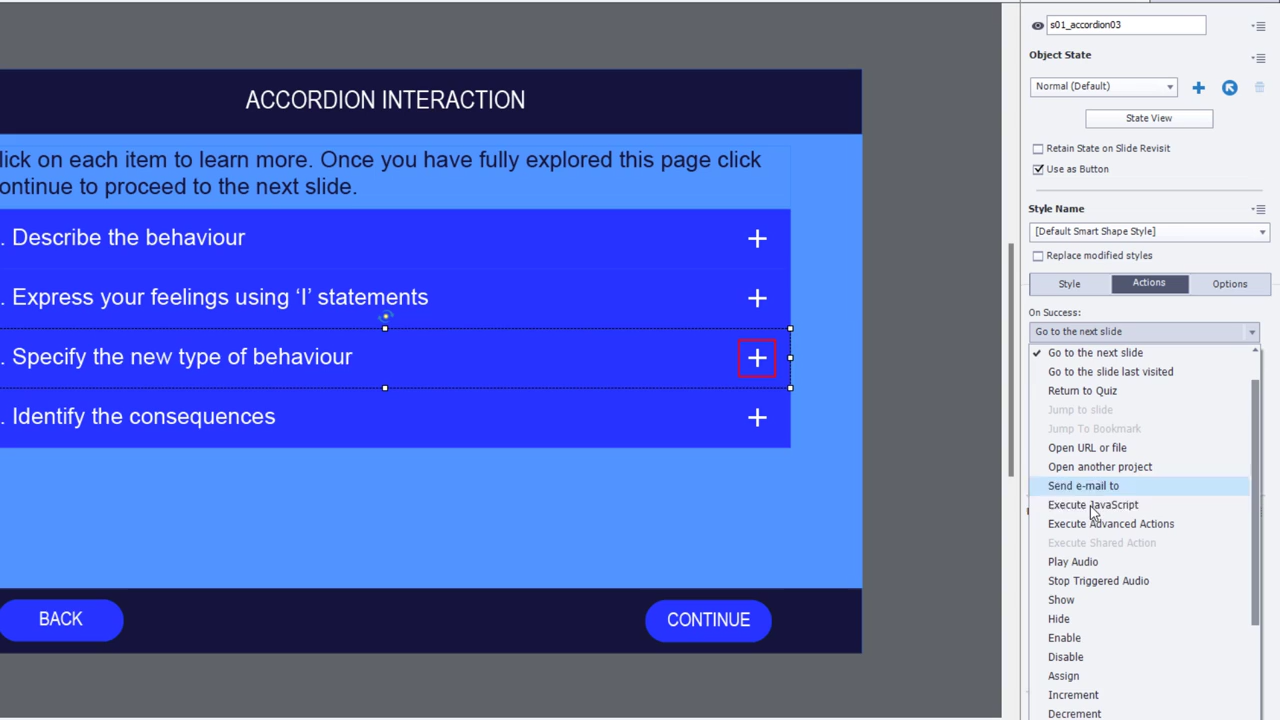 ACCORDION INTERACTION
lick on each item to learn more. Once you have fully explored this page click
ontinue to proceed to the next slide.
. Describe the behaviour
. Express your feelings using ‘I’ statements
. Specify the new type of behaviour
. Identify the consequences
BACK
CONTINUE
s01_accordion03
Object State
Normal (Default)
State View
Retain State on Slide Revisit
Use as Button
Style Name
[Default Smart Shape Style]
Replace modified styles
Style
Actions
Options
On Success:
Go to the next slide
Go to the next slide
Go to the slide last visited
Return to Quiz
Jump to slide
Jump To Bookmark
Open URL or file
Open another project
Send e-mail to
Execute JavaScript
Execute Advanced Actions
Execute Shared Action
Play Audio
Stop Triggered Audio
Show
Hide
Enable
Disable
Assign
Increment
Decrement